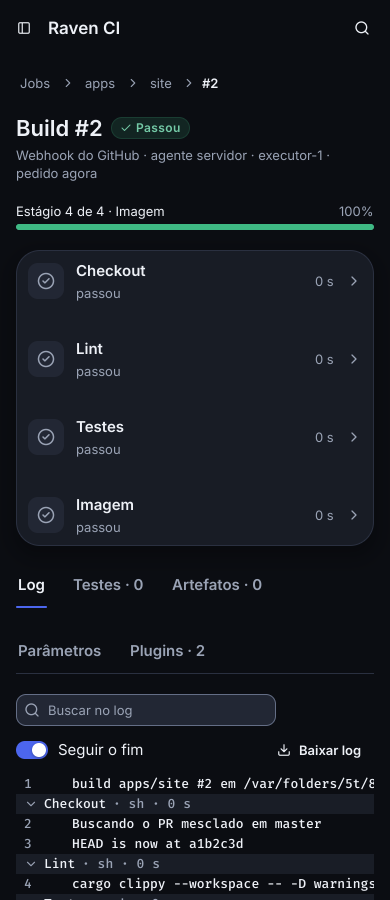 Raven CI
Jobs > apps > site > #2
Build #2 Passou
Webhook do GitHub · agente servidor · executor-1 ·
pedido agora
Estágio 4 de 4 · Imagem 100%
Checkout
passou 0 s
Lint
passou 0 s
Testes
passou 0 s
Imagem
passou 0 s
Log Testes · 0 Artefatos · 0
Parâmetros Plugins · 2
Buscar no log
Seguir o fim Baixar log
1 build apps/site #2 em /var/folders/5t/8
Checkout · sh · 0 s
2 Buscando o PR mesclado em master
3 HEAD is now at a1b2c3d
Lint · sh · 0 s
4 cargo clippy --workspace -- -D warnings